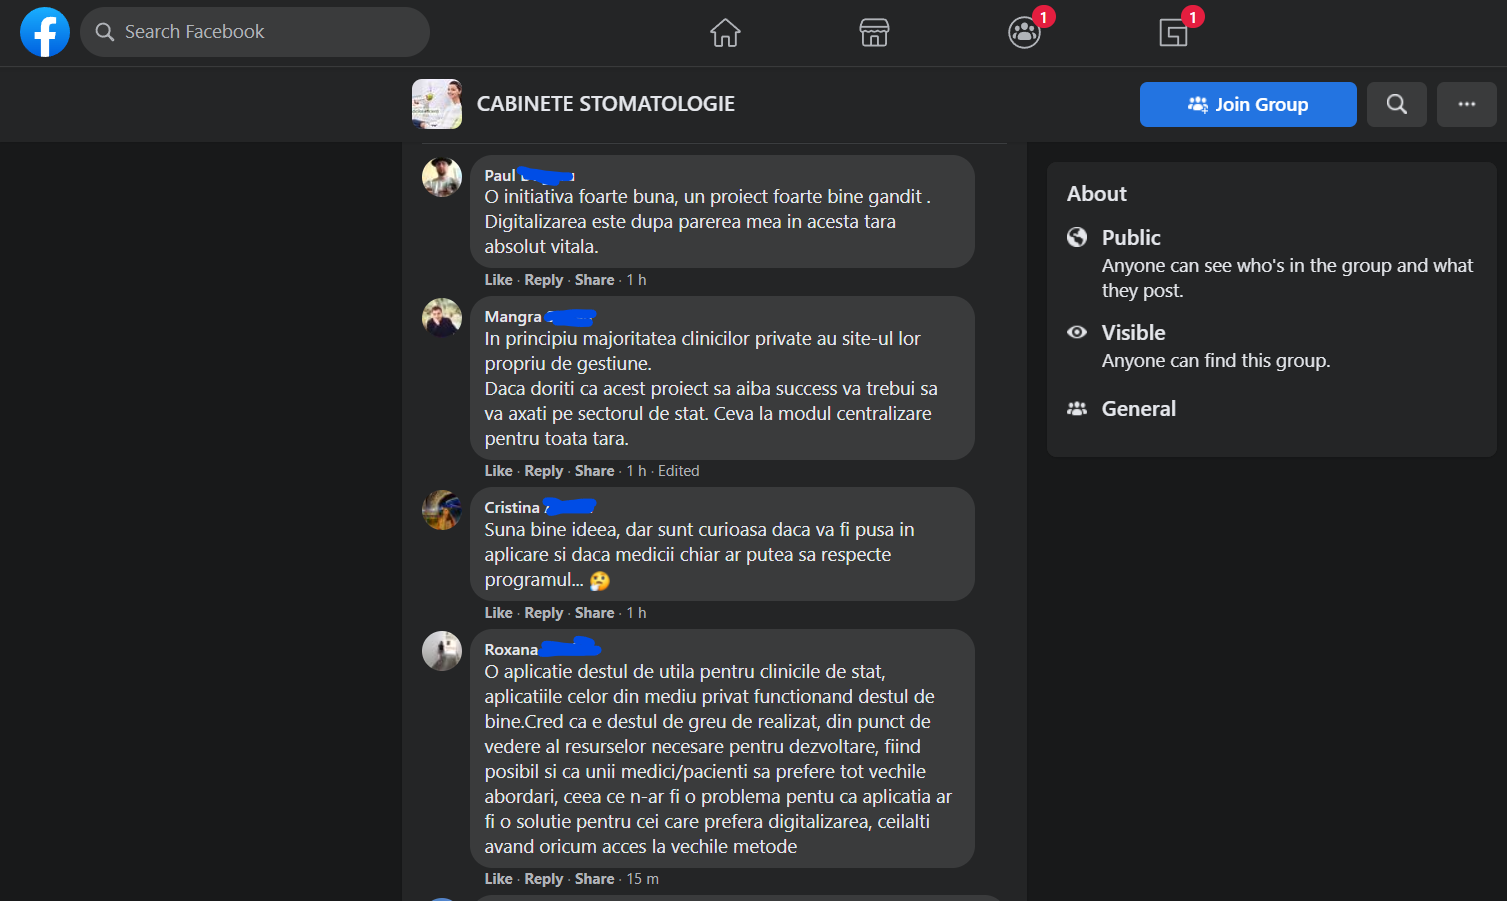 Search Facebook
1
1
CABINETE STOMATOLOGIE
Join Group
Paul
O initiativa foarte buna, un proiect foarte bine gandit .
Digitalizarea este dupa parerea mea in acesta tara
absolut vitala.
Like · Reply · Share · 1 h
Mangra
In principiu majoritatea clinicilor private au site-ul lor
propriu de gestiune.
Daca doriti ca acest proiect sa aiba success va trebui sa
va axati pe sectorul de stat. Ceva la modul centralizare
pentru toata tara.
Like · Reply · Share · 1 h · Edited
Cristina
Suna bine ideea, dar sunt curioasa daca va fi pusa in
aplicare si daca medicii chiar ar putea sa respecte
programul... 🤔
Like · Reply · Share · 1 h
Roxana
O aplicatie destul de utila pentru clinicile de stat,
aplicatiile celor din mediu privat functionand destul de
bine.Cred ca e destul de greu de realizat, din punct de
vedere al resurselor necesare pentru dezvoltare, fiind
posibil si ca unii medici/pacienti sa prefere tot vechile
abordari, ceea ce n-ar fi o problema pentu ca aplicatia ar
fi o solutie pentru cei care prefera digitalizarea, ceilalti
avand oricum acces la vechile metode
Like · Reply · Share · 15 m
About
Public
Anyone can see who's in the group and what
they post.
Visible
Anyone can find this group.
General